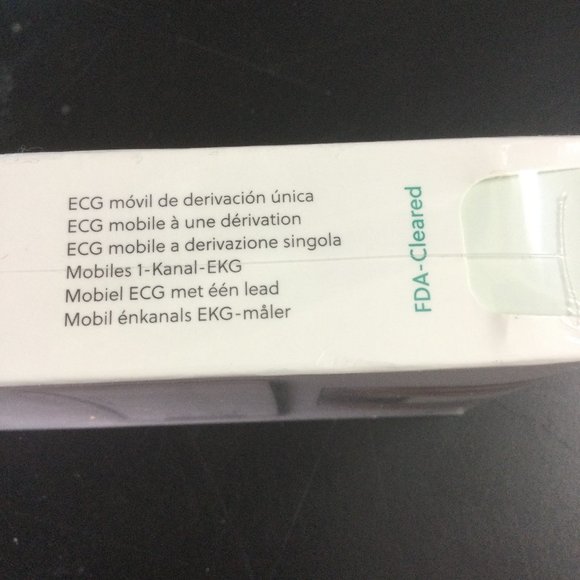 ECG móvil de derivación única
ECG mobile à une dérivation
ECG mobile a derivazione singola
Mobiles 1-Kanal-EKG
Mobiel ECG met één lead
Mobil énkanals EKG-måler
FDA-Cleared